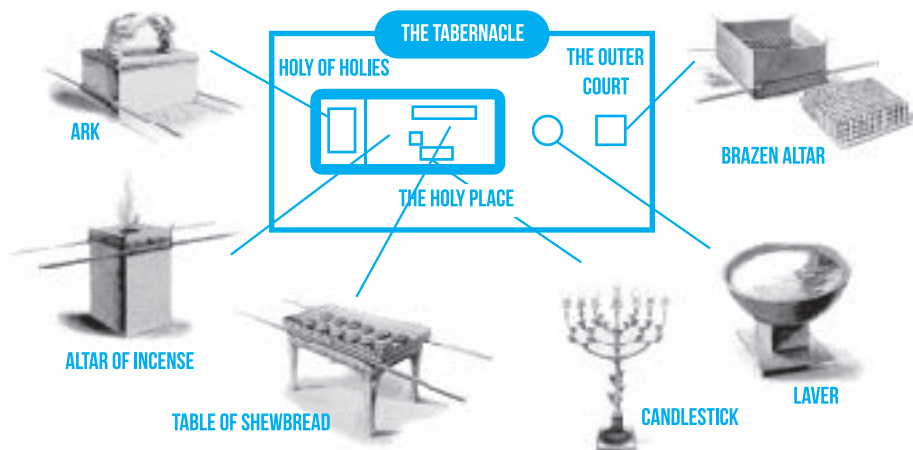 THE TABERNACLE
HOLY OF HOLIES
THE OUTER
COURT
ARK
BRAZEN ALTAR
THE HOLY PLACE
ALTAR OF INCENSE
TABLE OF SHEWBREAD
CANDLESTICK
LAVER